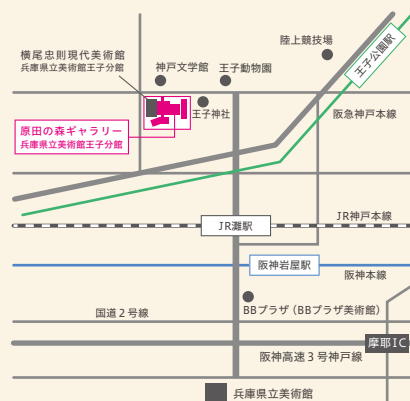 陸上競技場
横尾忠則現代美術館
兵庫県立美術館王子分館
神戸文学館
王子動物園
王子公園駅
王子神社
阪急神戸本線
原田の森ギャラリー
兵庫県立美術館王子分館
JR神戸本線
JR灘駅
阪神岩屋駅
阪神本線
BBプラザ（BBプラザ美術館）
国道2号線
摩耶IC
阪神高速3号神戸線
兵庫県立美術館